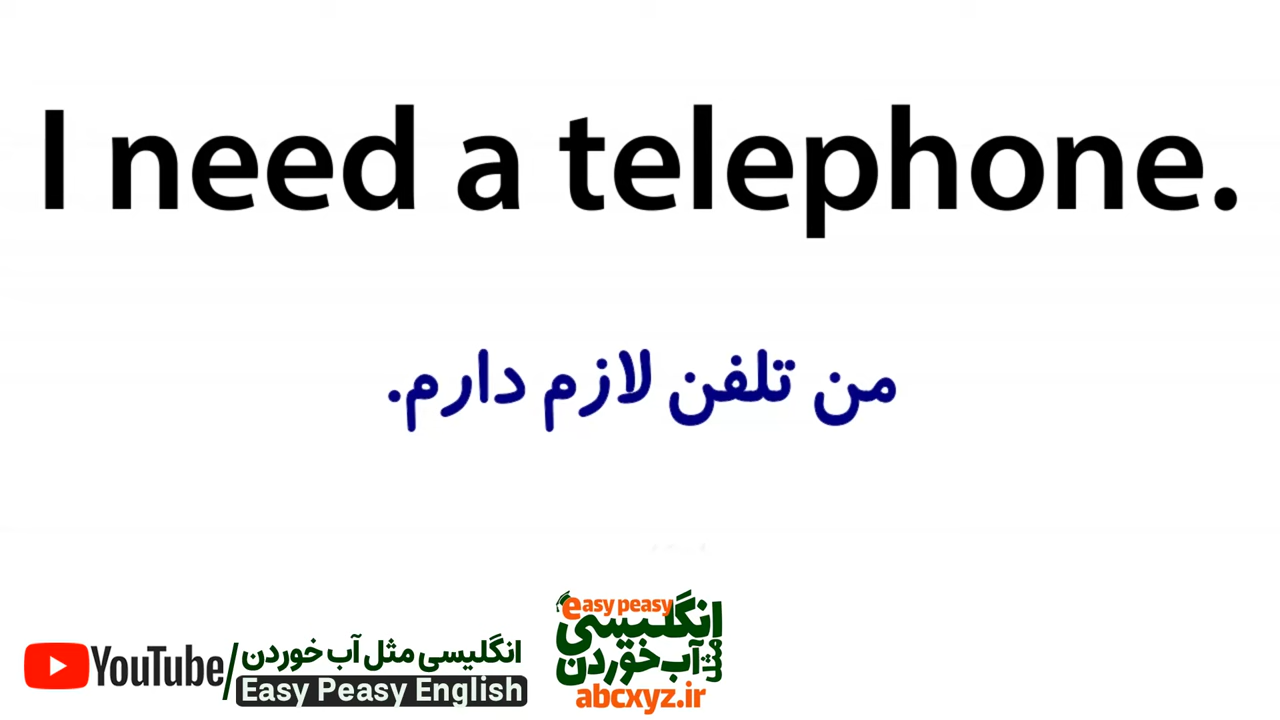 I need a telephone.
من تلفن لازم دارم.
YouTube/انگلیسی مثل آب خوردن
Easy Peasy English
easy peasy
انگلیسی
مثل
آب خوردن
abcxyz.ir